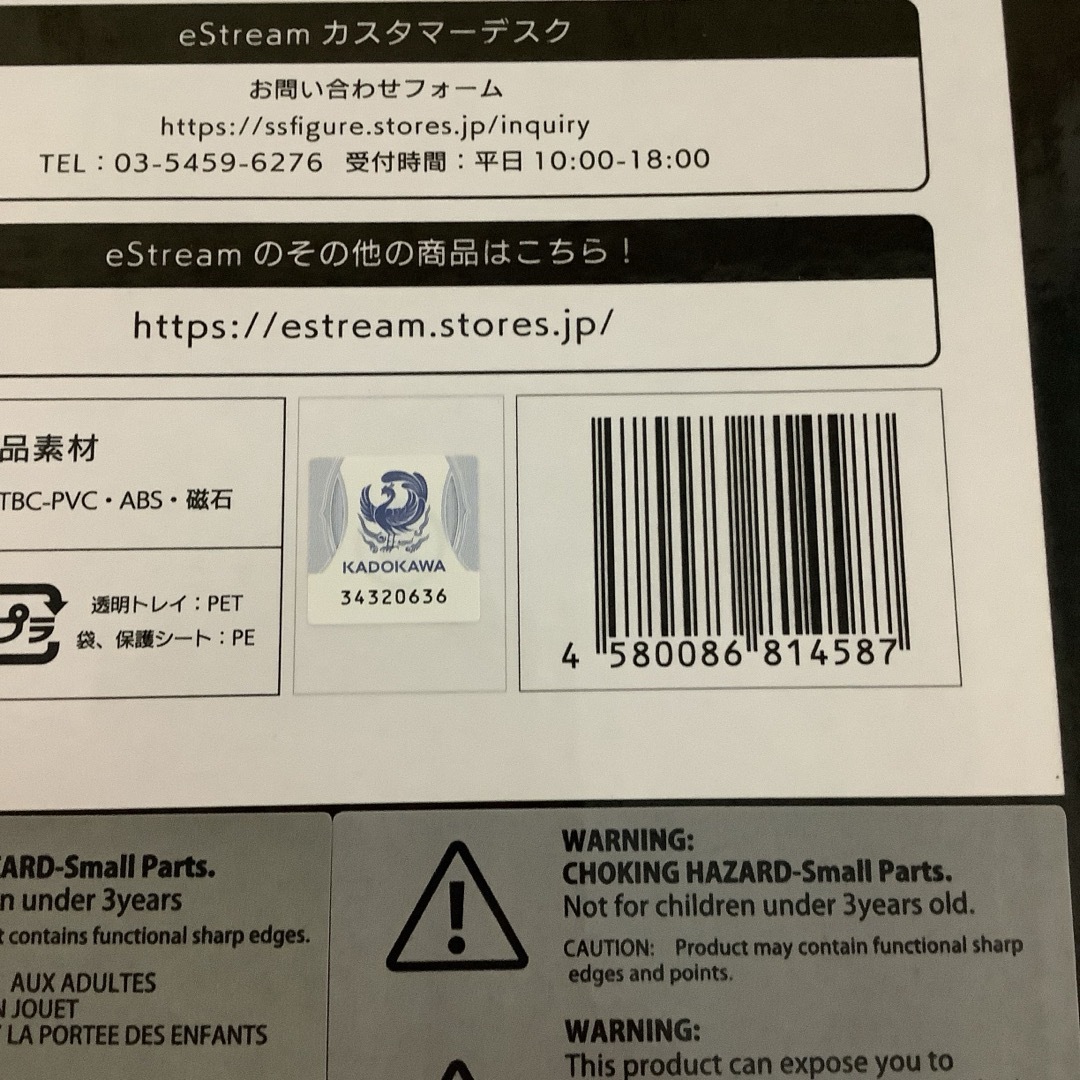 eStream カスタマーデスク
お問い合わせフォーム
https://ssfigure.stores.jp/inquiry
TEL：03-5459-6276 受付時間：平日 10:00-18:00
eStream のその他の商品はこちら！
https://estream.stores.jp/
品素材
TBC-PVC・ABS・磁石
プラ
透明トレイ：PET
袋、保護シート：PE
KADOKAWA
34320636
4 580086 814587
ARD-Small Parts.
n under 3years
t contains functional sharp edges.
AUX ADULTES
N JOUET
LA PORTEE DES ENFANTS
WARNING:
CHOKING HAZARD-Small Parts.
Not for children under 3years old.
CAUTION: Product may contain functional sharp
edges and points.
WARNING:
This product can expose you to